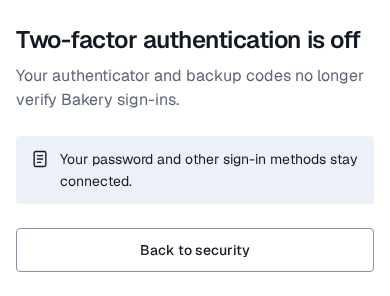 Two-factor authentication is off
Your authenticator and backup codes no longer
verify Bakery sign-ins.
Your password and other sign-in methods stay
connected.
Back to security